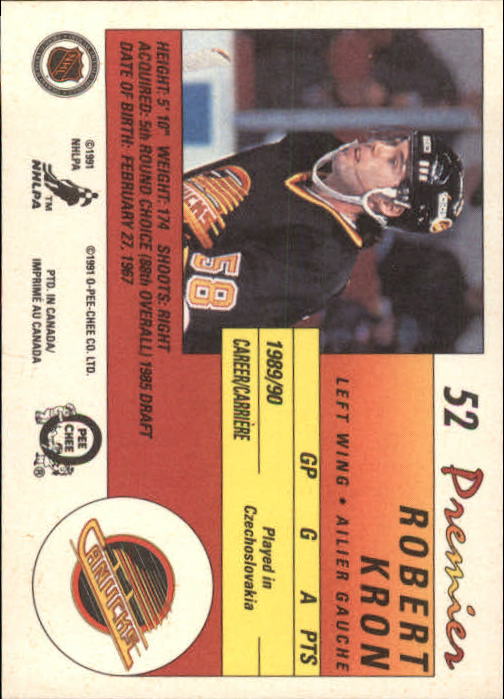 52 Premier
ROBERT
KRON
LEFT WING • AILIER GAUCHE
GP G A PTS
1989/90 Played in
CAREER/CARRIÈRE Czechoslovakia
58
HEIGHT: 5' 10" WEIGHT: 174 SHOOTS: RIGHT
ACQUIRED: 5th ROUND CHOICE (88th OVERALL) 1985 DRAFT
DATE OF BIRTH: FEBRUARY 27, 1967
NHL
©1991
NHLPA
NHLPA™
©1991 O-PEE-CHEE CO. LTD.
PTD. IN CANADA/
IMPRIMÉ AU CANADA
O
PEE
CHEE
®
CANUCKS